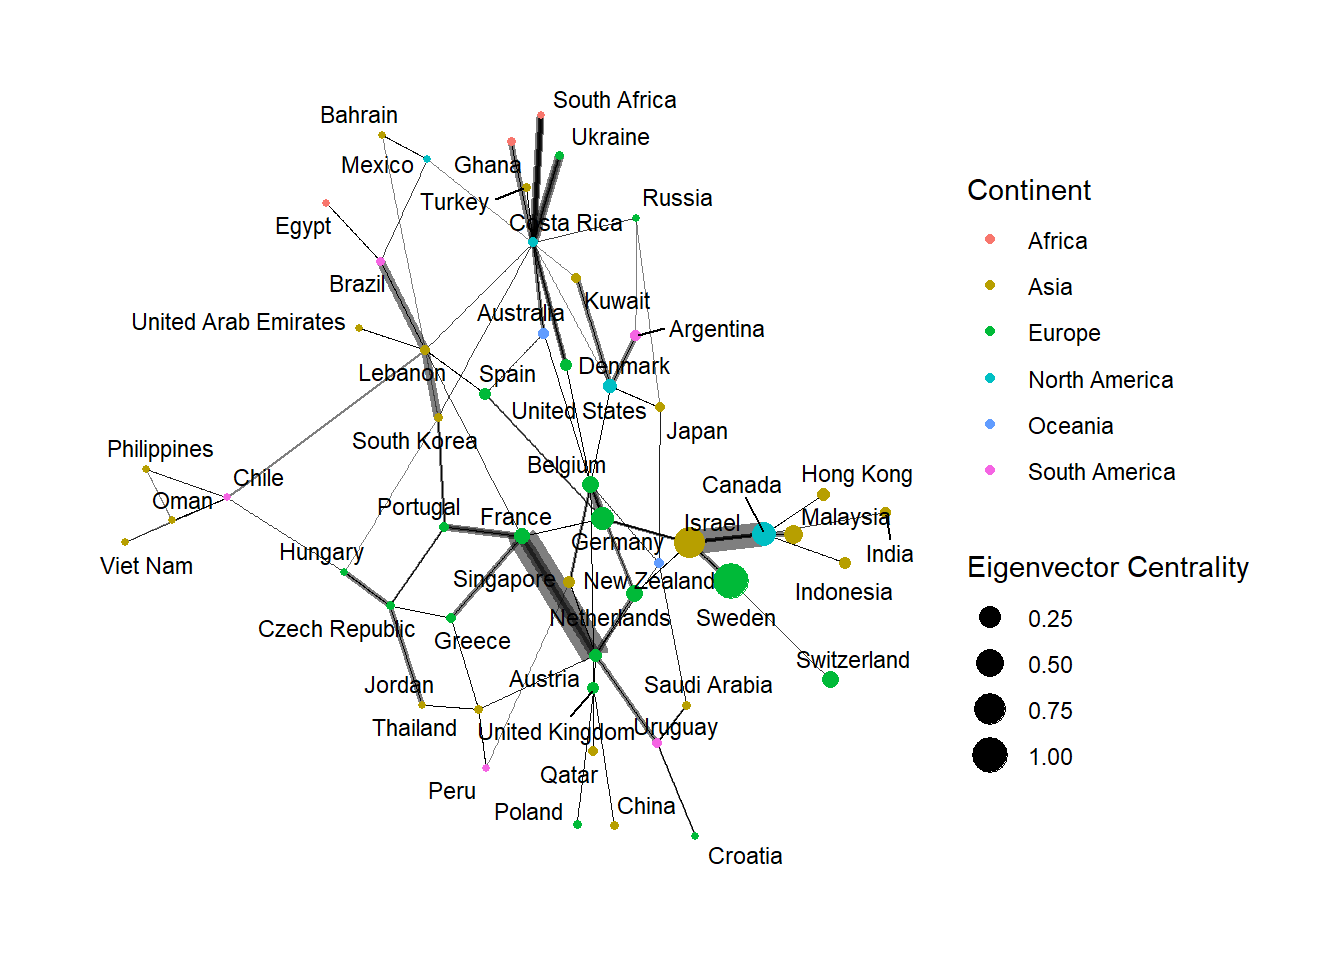 South Africa
Bahrain
Ukraine
Mexico
Ghana
Turkey
Russia
Egypt
Costa Rica
Brazil
Kuwait
Australia
United Arab Emirates
Argentina
Lebanon
Spain
Denmark
United States
Japan
South Korea
Philippines
Chile
Belgium
Hong Kong
Canada
Oman
Portugal
France
Israel
Malaysia
Hungary
Germany
India
Viet Nam
Singapore
New Zealand
Indonesia
Czech Republic
Greece
Netherlands
Sweden
Switzerland
Jordan
Austria
Saudi Arabia
Thailand
United Kingdom
Uruguay
Qatar
Peru
Poland
China
Croatia
Continent
Africa
Asia
Europe
North America
Oceania
South America
Eigenvector Centrality
0.25
0.50
0.75
1.00